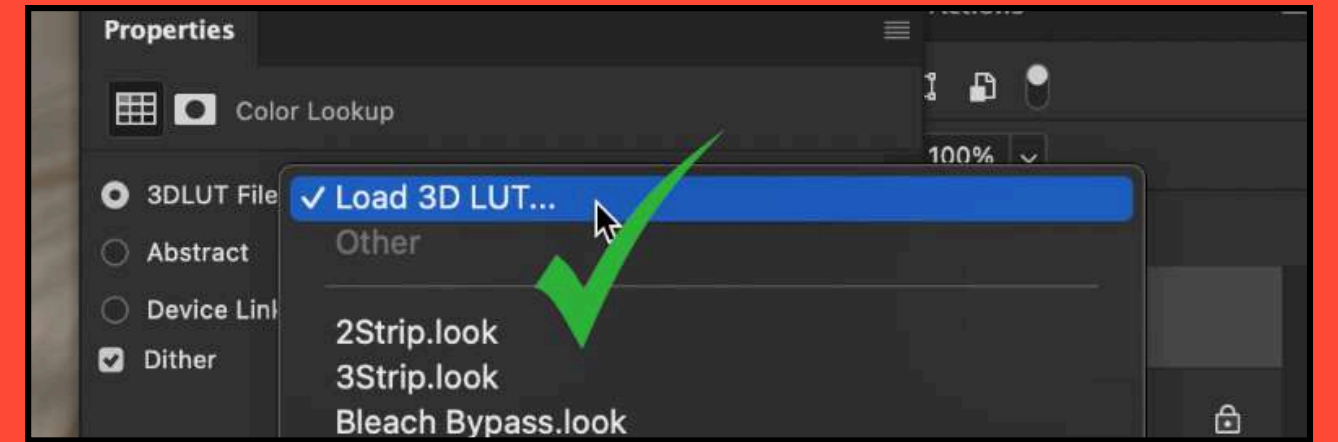 Properties
Color Lookup
100%
3DLUT File
Load 3D LUT...
Abstract
Other
Device Link
2Strip.look
Dither
3Strip.look
Bleach Bypass.look